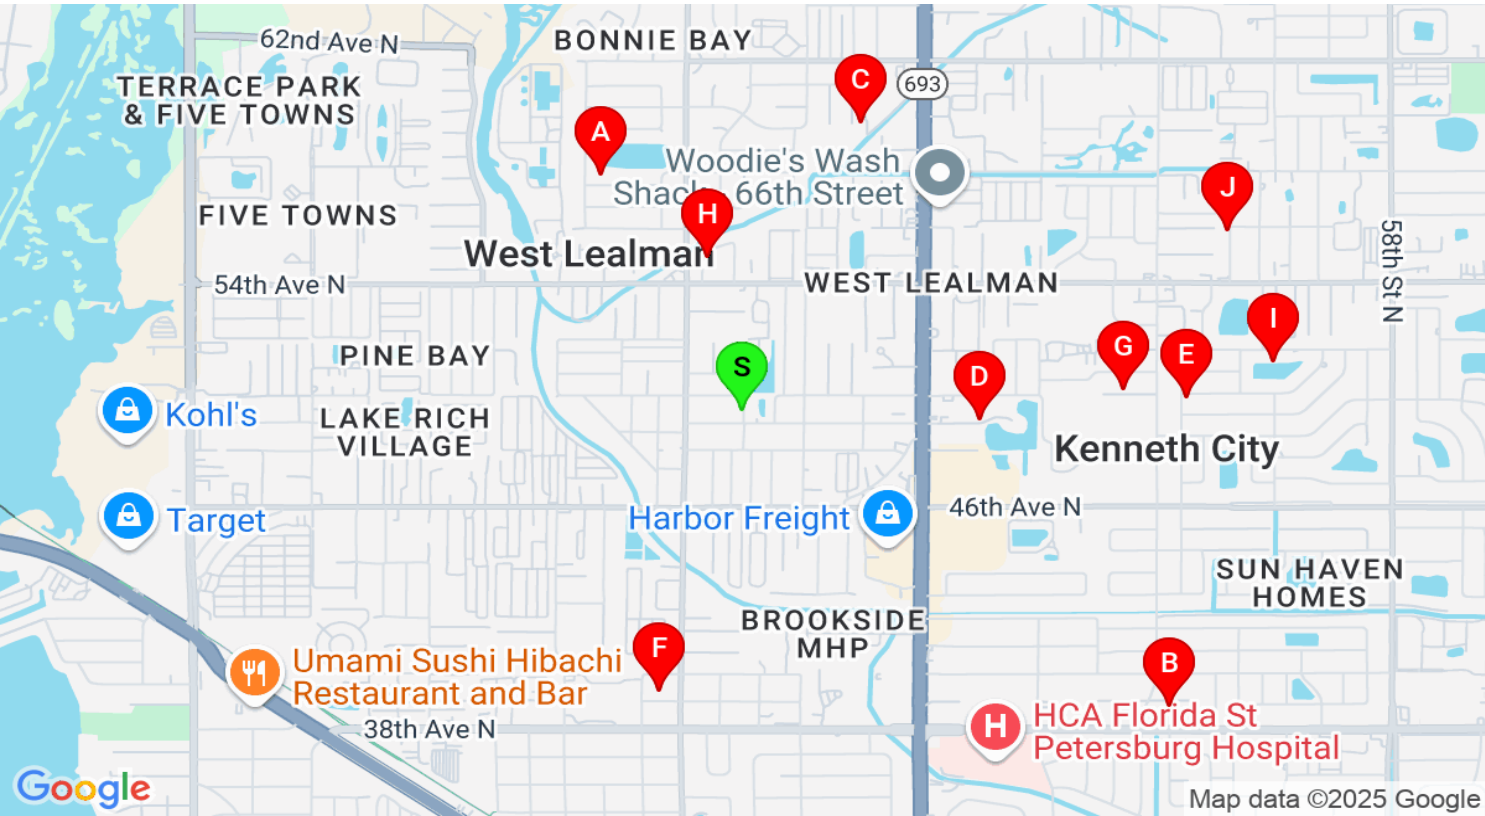 62nd Ave N
BONNIE BAY
TERRACE PARK
& FIVE TOWNS
C
693
A
Woodie's Wash
Shack - 66th Street
J
H
FIVE TOWNS
West Lealman
58th St N
54th Ave N
WEST LEALMAN
I
G
E
PINE BAY
S
D
Kohl's
LAKE RICH
VILLAGE
Kenneth City
46th Ave N
Target
Harbor Freight
SUN HAVEN
HOMES
BROOKSIDE
MHP
F
B
Umami Sushi Hibachi
Restaurant and Bar
38th Ave N
H
HCA Florida St
Petersburg Hospital
Google
Map data ©2025 Google